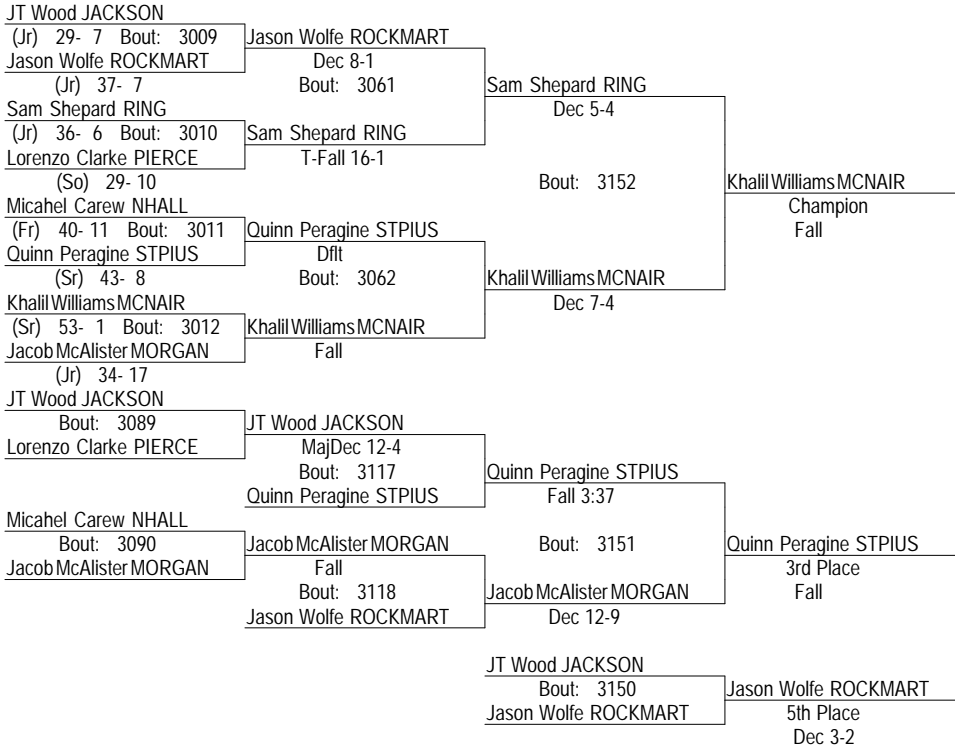 JT Wood JACKSON
(Jr) 29- 7 Bout: 3009 Jason Wolfe ROCKMART
Jason Wolfe ROCKMART Dec 8-1
(Jr) 37- 7 Bout: 3061 Sam Shepard RING
Sam Shepard RING Dec 5-4
(Jr) 36- 6 Bout: 3010 Sam Shepard RING
Lorenzo Clarke PIERCE T-Fall 16-1
(So) 29- 10 Bout: 3152 Khalil Williams MCNAIR
Micahel Carew NHALL Champion
(Fr) 40- 11 Bout: 3011 Quinn Peragine STPIUS Fall
Quinn Peragine STPIUS Dflt
(Sr) 43- 8 Bout: 3062 Khalil Williams MCNAIR
Khalil Williams MCNAIR Dec 7-4
(Sr) 53- 1 Bout: 3012 Khalil Williams MCNAIR
Jacob McAlister MORGAN Fall
(Jr) 34- 17
JT Wood JACKSON
Bout: 3089 JT Wood JACKSON
Lorenzo Clarke PIERCE MajDec 12-4
Bout: 3117 Quinn Peragine STPIUS
Quinn Peragine STPIUS Fall 3:37
Micahel Carew NHALL
Bout: 3090 Jacob McAlister MORGAN Bout: 3151 Quinn Peragine STPIUS
Jacob McAlister MORGAN Fall 3rd Place
Bout: 3118 Jacob McAlister MORGAN Fall
Jason Wolfe ROCKMART Dec 12-9
JT Wood JACKSON
Bout: 3150 Jason Wolfe ROCKMART
Jason Wolfe ROCKMART 5th Place
Dec 3-2